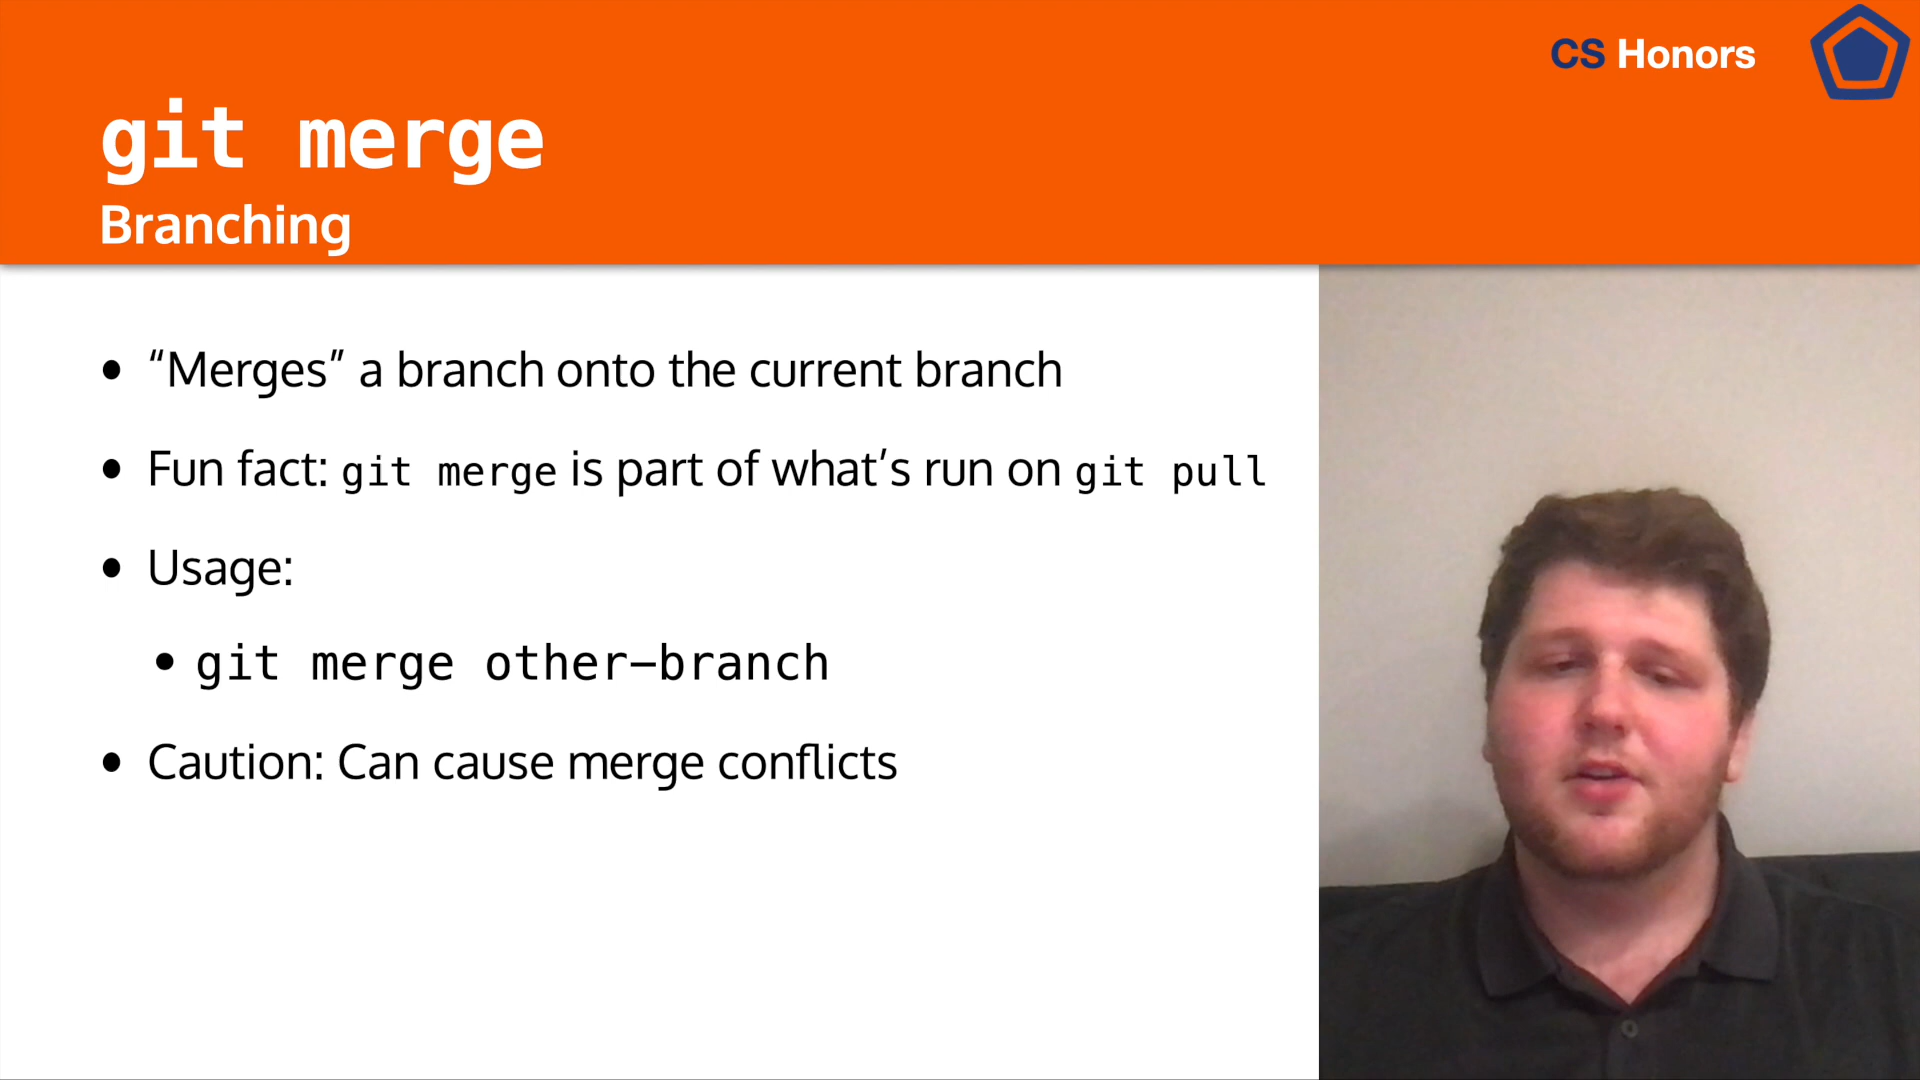 CS Honors
git merge
Branching
• “Merges” a branch onto the current branch
• Fun fact: git merge is part of what’s run on git pull
• Usage:
• git merge other-branch
• Caution: Can cause merge conflicts